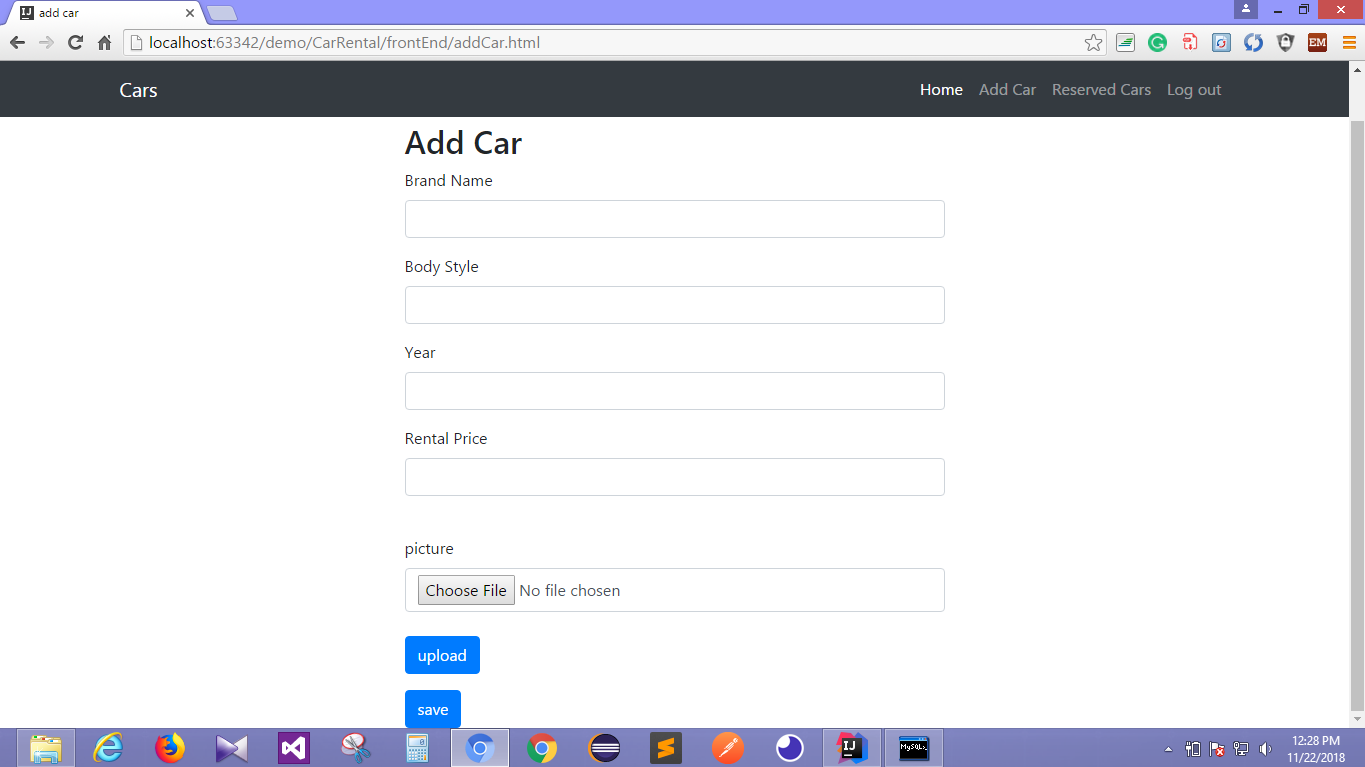 add car
localhost:63342/demo/CarRental/frontEnd/addCar.html
EM
Cars
Home Add Car Reserved Cars Log out
Add Car
Brand Name
Body Style
Year
Rental Price
picture
Choose File No file chosen
upload
save
IJ
MySQL
12:28 PM
11/22/2018